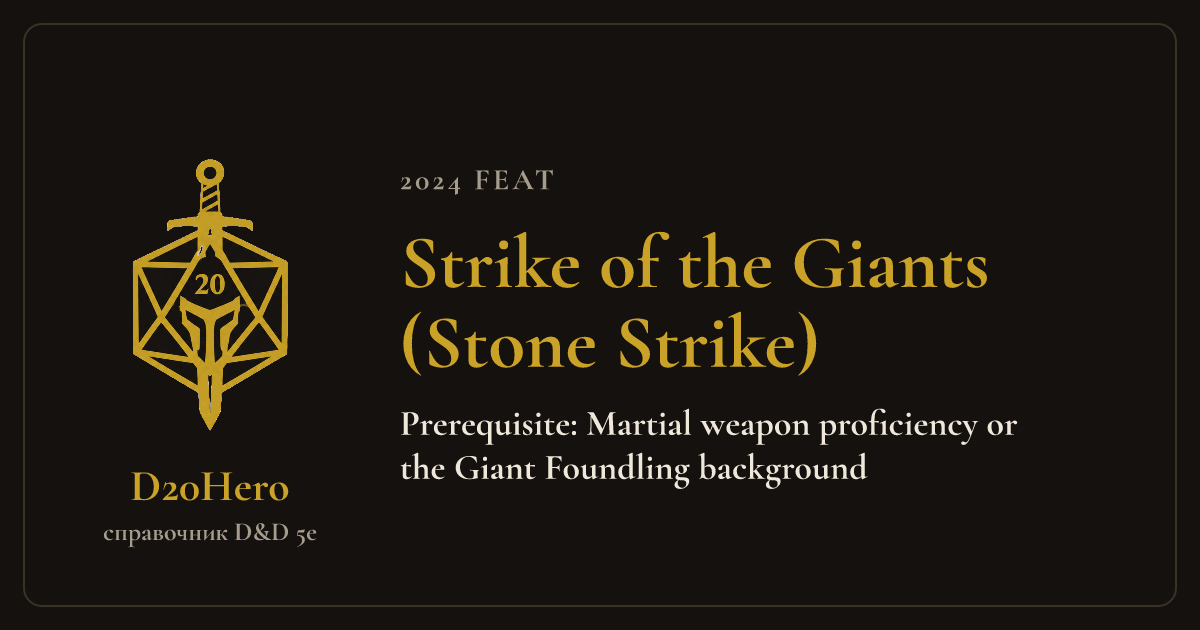 20
D20Hero
справочник D&D 5e
2024 FEAT
Strike of the Giants
(Stone Strike)
Prerequisite: Martial weapon proficiency or
the Giant Foundling background